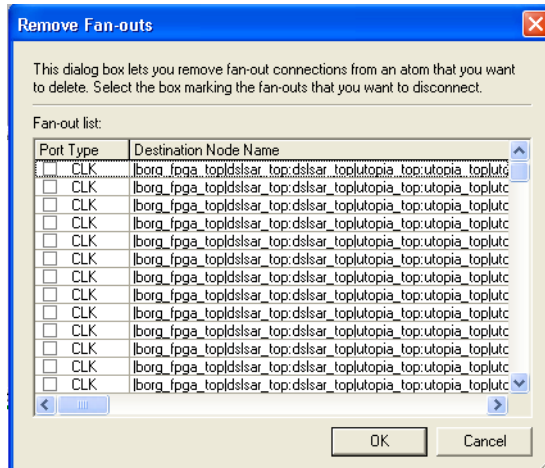 Remove Fan-outs
This dialog box lets you remove fan-out connections from an atom that you want
to delete. Select the box marking the fan-outs that you want to disconnect.
Fan-out list:
Port Type Destination Node Name
CLK |borg_fpga_top|dslsar_top:dslsar_top|utopia_top:utopia_top|utc
CLK |borg_fpga_top|dslsar_top:dslsar_top|utopia_top:utopia_top|utc
CLK |borg_fpga_top|dslsar_top:dslsar_top|utopia_top:utopia_top|utc
CLK |borg_fpga_top|dslsar_top:dslsar_top|utopia_top:utopia_top|utc
CLK |borg_fpga_top|dslsar_top:dslsar_top|utopia_top:utopia_top|utc
CLK |borg_fpga_top|dslsar_top:dslsar_top|utopia_top:utopia_top|utc
CLK |borg_fpga_top|dslsar_top:dslsar_top|utopia_top:utopia_top|utc
CLK |borg_fpga_top|dslsar_top:dslsar_top|utopia_top:utopia_top|utc
CLK |borg_fpga_top|dslsar_top:dslsar_top|utopia_top:utopia_top|utc
CLK |borg_fpga_top|dslsar_top:dslsar_top|utopia_top:utopia_top|utc
CLK |borg_fpga_top|dslsar_top:dslsar_top|utopia_top:utopia_top|utc
CLK |borg_fpga_top|dslsar_top:dslsar_top|utopia_top:utopia_top|utc
CLK |borg_fpga_top|dslsar_top:dslsar_top|utopia_top:utopia_top|utc
OK Cancel